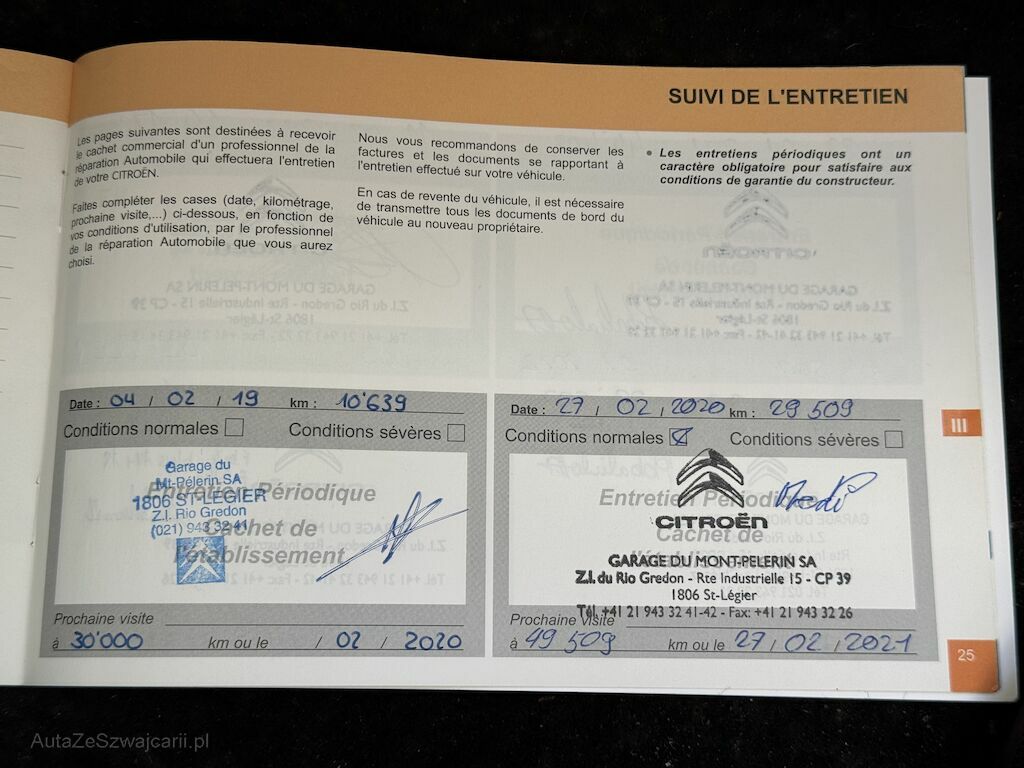 SUIVI DE L'ENTRETIEN
Les pages suivantes sont destinées à recevoir
le cachet commercial d'un professionnel de la
réparation Automobile qui effectuera l'entretien
de votre CITROËN.
Faites compléter les cases (date, kilométrage,
prochaine visite,...) ci-dessous, en fonction de
vos conditions d'utilisation, par le professionnel
de la réparation Automobile que vous aurez
choisi.
Nous vous recommandons de conserver les
factures et les documents se rapportant à
l'entretien effectué sur votre véhicule.
En cas de revente du véhicule, il est nécessaire
de transmettre tous les documents de bord du
véhicule au nouveau propriétaire.
• Les entretiens périodiques ont un
caractère obligatoire pour satisfaire aux
conditions de garantie du constructeur.
Date : 04 / 02 / 19 km : 10'639
Conditions normales Conditions sévères
Garage du
Mt-Pélerin SA
1806 ST-LÉGIER
Z.I. Rio Gredon
(021) 943 32 41
Entretien Périodique
Cachet de
l'établissement
Prochaine visite
à 30'000 km ou le / 02 / 2020
Date : 27 / 02 / 2020 km : 29 509
Conditions normales Conditions sévères
Entretien Périodique
CITROËN
Cachet de
GARAGE DU MONT-PELERIN SA
Z.I. du Rio Gredon - Rte Industrielle 15 - CP 39
1806 St-Légier
Tél. +41 21 943 32 41-42 - Fax: +41 21 943 32 26
Prochaine visite
à 49 509 km ou le 27 / 02 / 2021
III
25
AutaZeSzwajcarii.pl